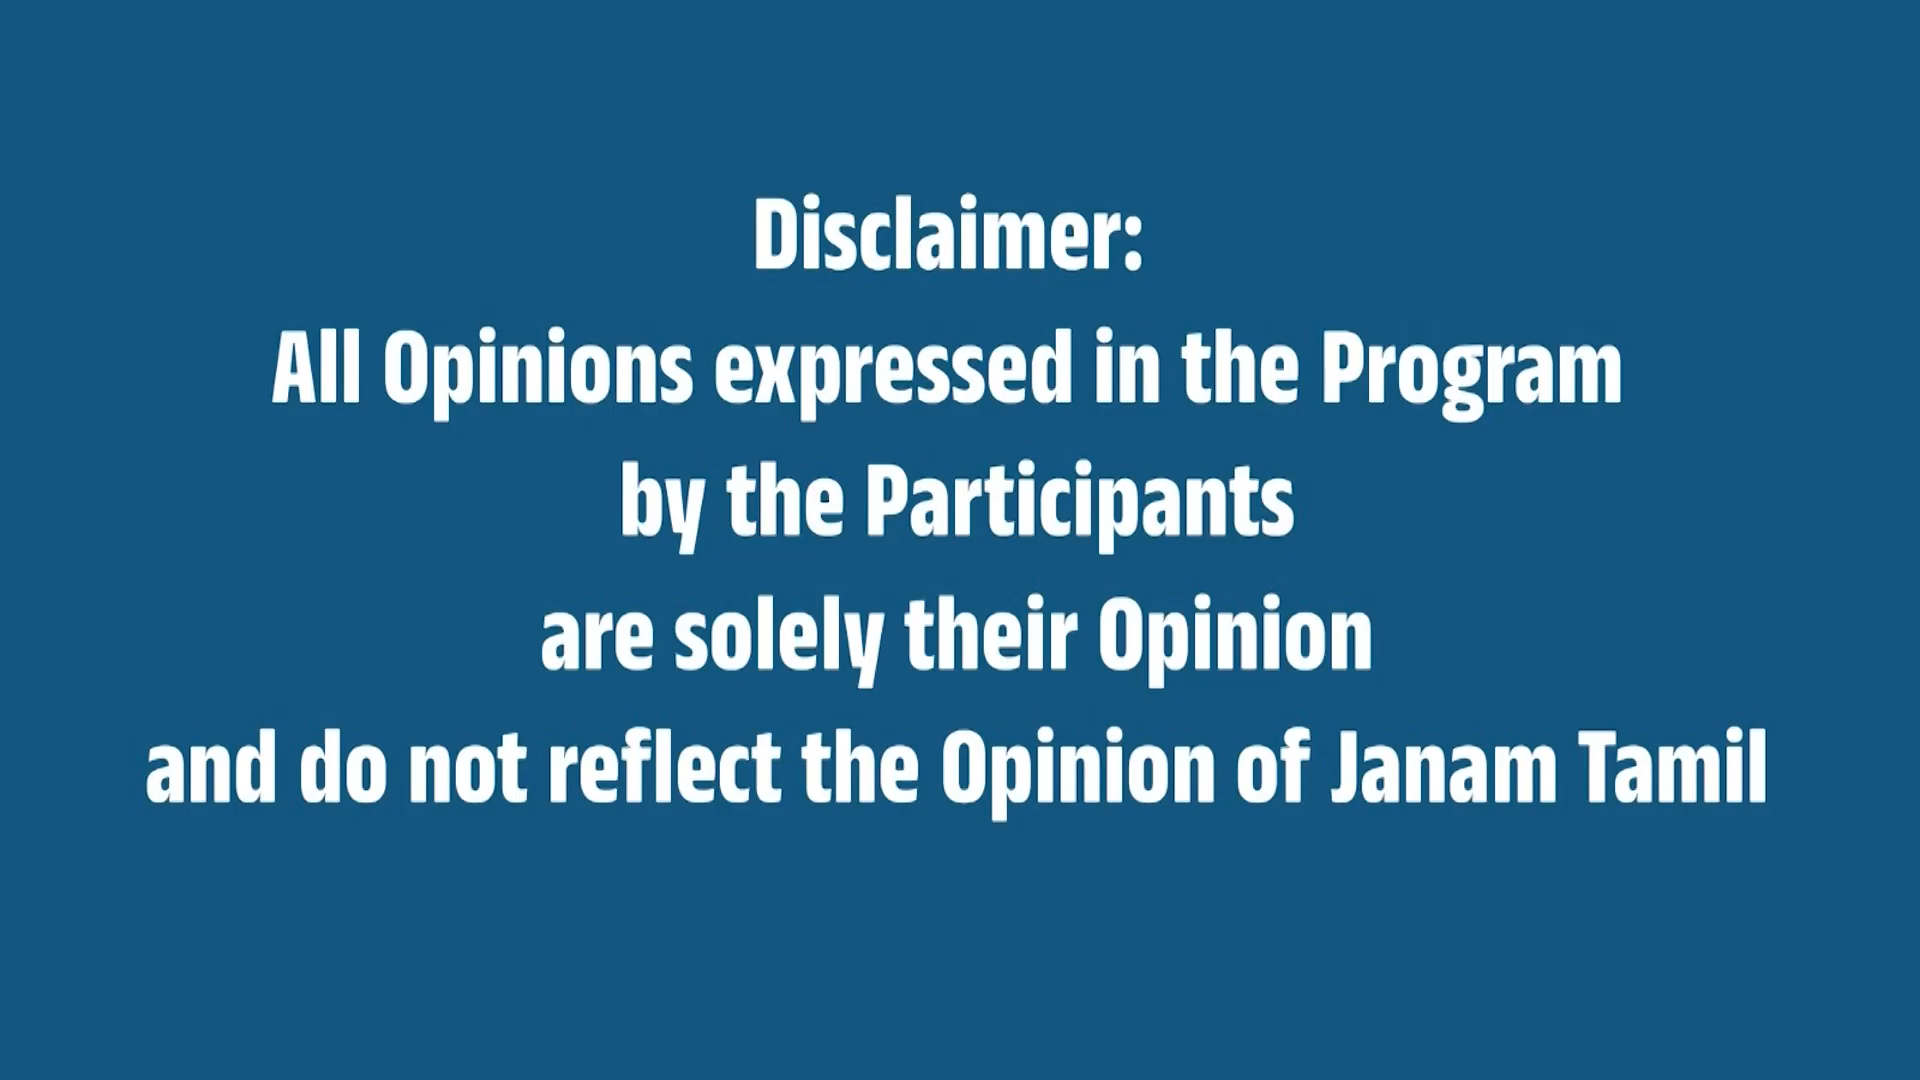 Disclaimer:
All Opinions expressed in the Program
by the Participants
are solely their Opinion
and do not reflect the Opinion of Janam Tamil